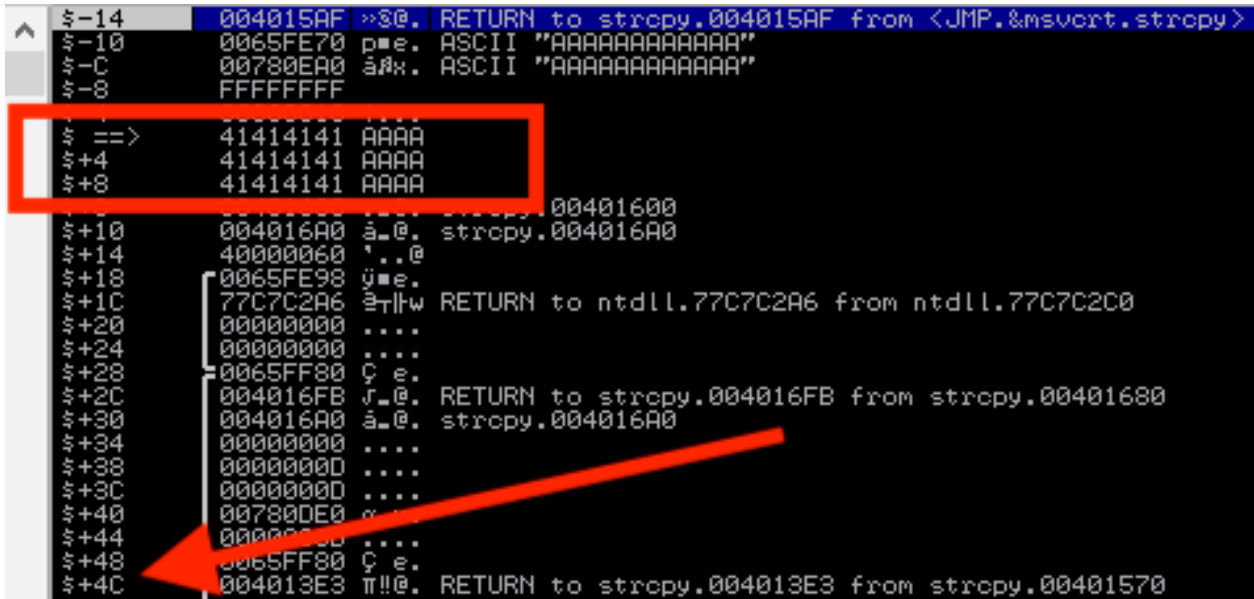 $-14 004015AF »S@. RETURN to strcpy.004015AF from <JMP.&msvcrt.strcpy>
$-10 0065FE70 p■e. ASCII "AAAAAAAAAAAA"
$-C 00780EA0 ASCII "AAAAAAAAAAAA"
$-8 FFFFFFFF
$ ==> 41414141 AAAA
$+4 41414141 AAAA
$+8 41414141 AAAA
strcpy.00401600
$+10 004016A0 á_@. strcpy.004016A0
$+14 40000060 '..@
$+18 0065FE98 ÿ■e.
$+1C 77C7C2A6 RETURN to ntdll.77C7C2A6 from ntdll.77C7C2C0
$+20 00000000 ....
$+24 00000000 ....
$+28 0065FF80 Ç e.
$+2C 004016FB RETURN to strcpy.004016FB from strcpy.00401680
$+30 004016A0 á_@. strcpy.004016A0
$+34 00000000 ....
$+38 0000000D ....
$+3C 0000000D ....
$+40 00780DE0
$+44
$+48 0065FF80 Ç e.
$+4C 004013E3 π‼@. RETURN to strcpy.004013E3 from strcpy.00401570